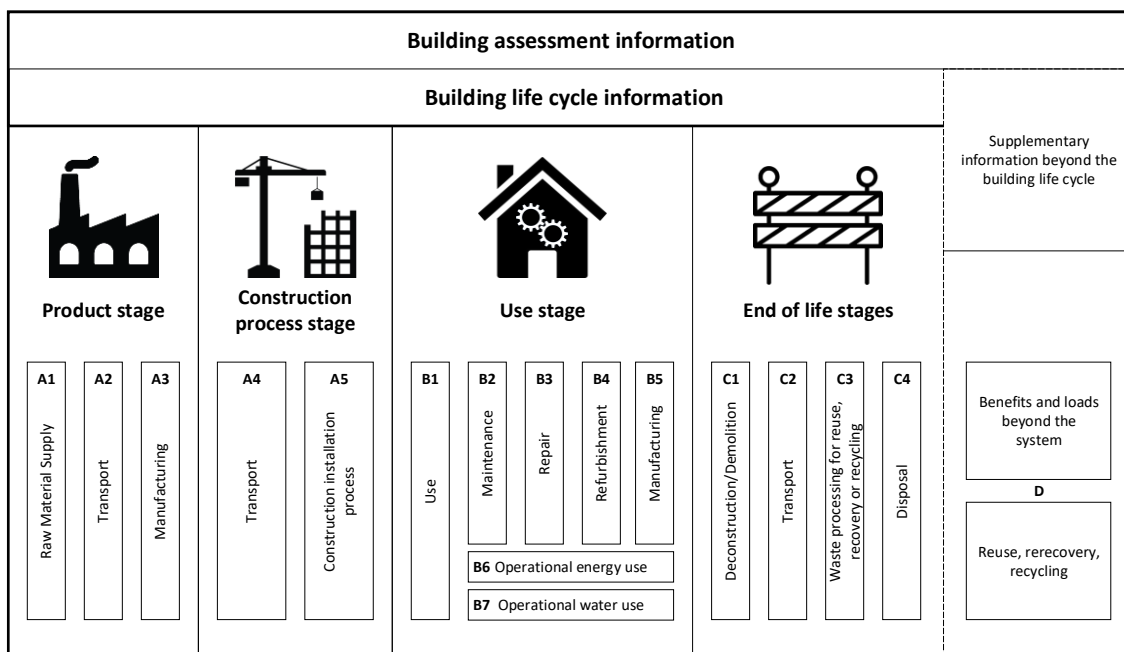 Building assessment information
Building life cycle information
Supplementary
information beyond the
building life cycle
Product stage
Construction
process stage
Use stage
End of life stages
A1
Raw Material Supply
A2
Transport
A3
Manufacturing
A4
Transport
A5
Construction installation
process
B1
Use
B2
Maintenance
B3
Repair
B4
Refurbishment
B5
Manufacturing
B6 Operational energy use
B7 Operational water use
C1
Deconstruction/Demolition
C2
Transport
C3
Waste processing for reuse,
recovery or recycling
C4
Disposal
Benefits and loads
beyond the
system
D
Reuse, rerecovery,
recycling